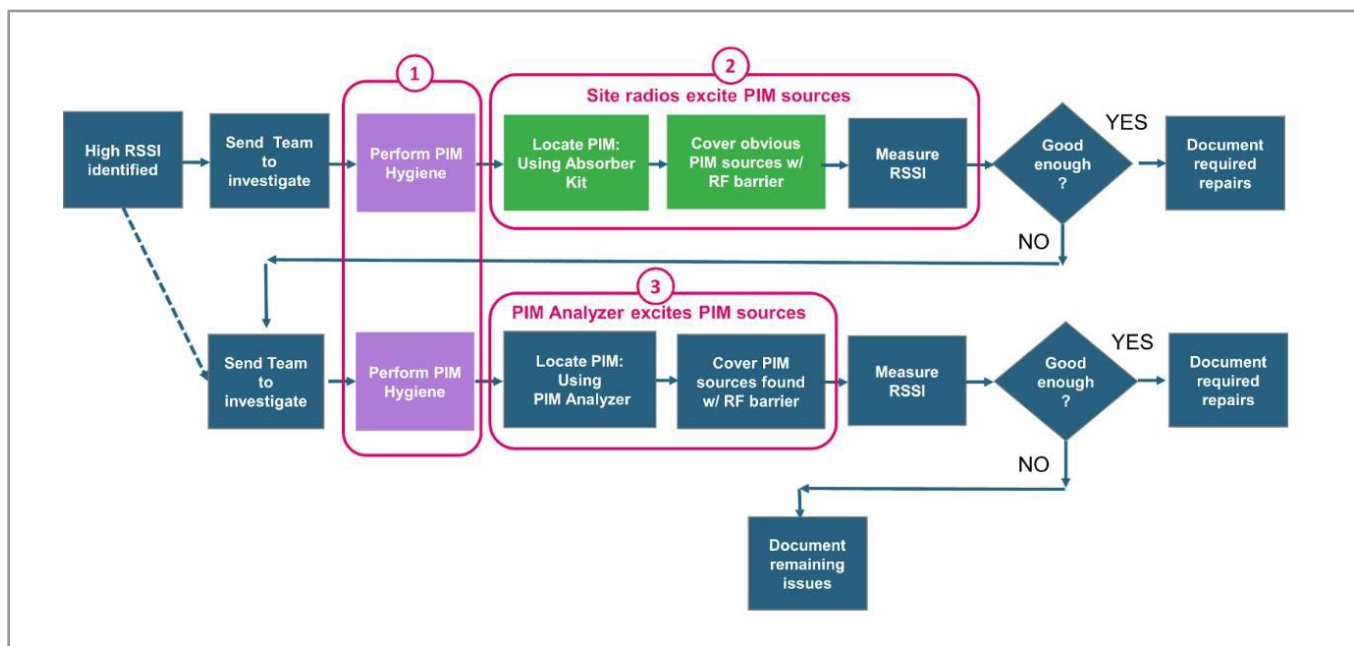 1
2
Site radios excite PIM sources
High RSSI
identified
Send Team
to
investigate
Perform PIM
Hygiene
Locate PIM:
Using Absorber
Kit
Cover obvious
PIM sources w/
RF barrier
Measure
RSSI
Good
enough
?
YES
Document
required
repairs
NO
3
PIM Analyzer excites PIM sources
Send Team
to
investigate
Perform PIM
Hygiene
Locate PIM:
Using
PIM Analyzer
Cover PIM
sources found
w/ RF barrier
Measure
RSSI
Good
enough
?
YES
Document
required
repairs
NO
Document
remaining
issues